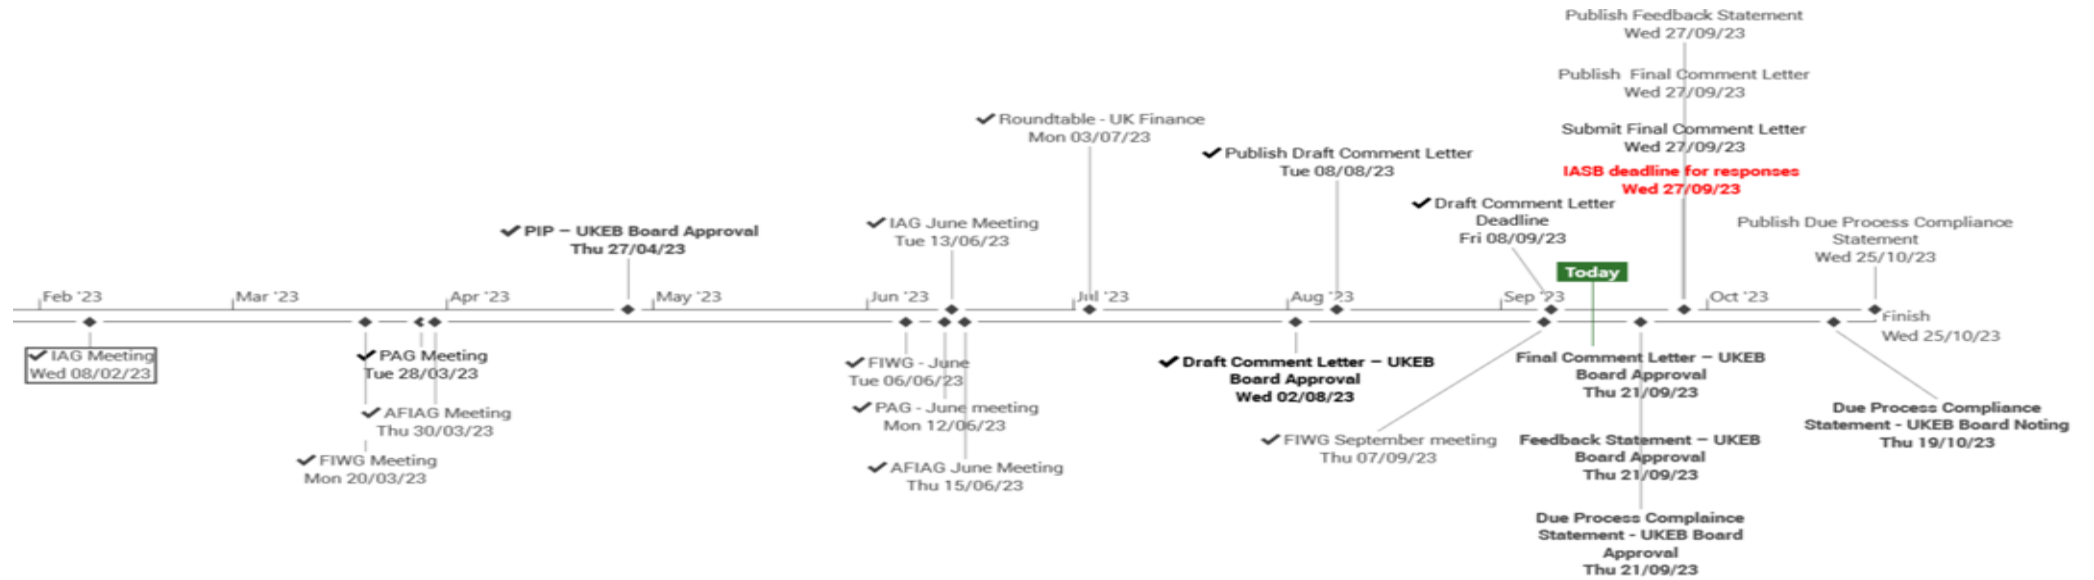 Publish Feedback Statement
Wed 27/09/23
Publish Final Comment Letter
Wed 27/09/23
Submit Final Comment Letter
Wed 27/09/23
IASB deadline for responses
Wed 27/09/23
Roundtable - UK Finance
Mon 03/07/23
Publish Draft Comment Letter
Tue 08/08/23
Draft Comment Letter
Deadline
Fri 08/09/23
PIP – UKEB Board Approval
Thu 27/04/23
IAG June Meeting
Tue 13/06/23
Publish Due Process Compliance
Statement
Wed 25/10/23
Today
Feb '23
Mar '23
Apr '23
May '23
Jun '23
Jul '23
Aug '23
Sep '23
Oct '23
Finish
Wed 25/10/23
IAG Meeting
Wed 08/02/23
PAG Meeting
Tue 28/03/23
AFIAG Meeting
Thu 30/03/23
FIWG Meeting
Mon 20/03/23
FIWG - June
Tue 06/06/23
PAG - June meeting
Mon 12/06/23
AFIAG June Meeting
Thu 15/06/23
Draft Comment Letter – UKEB
Board Approval
Wed 02/08/23
FIWG September meeting
Thu 07/09/23
Final Comment Letter – UKEB
Board Approval
Thu 21/09/23
Feedback Statement – UKEB
Board Approval
Thu 21/09/23
Due Process Complaince
Statement - UKEB Board
Approval
Thu 21/09/23
Due Process Compliance
Statement - UKEB Board Noting
Thu 19/10/23